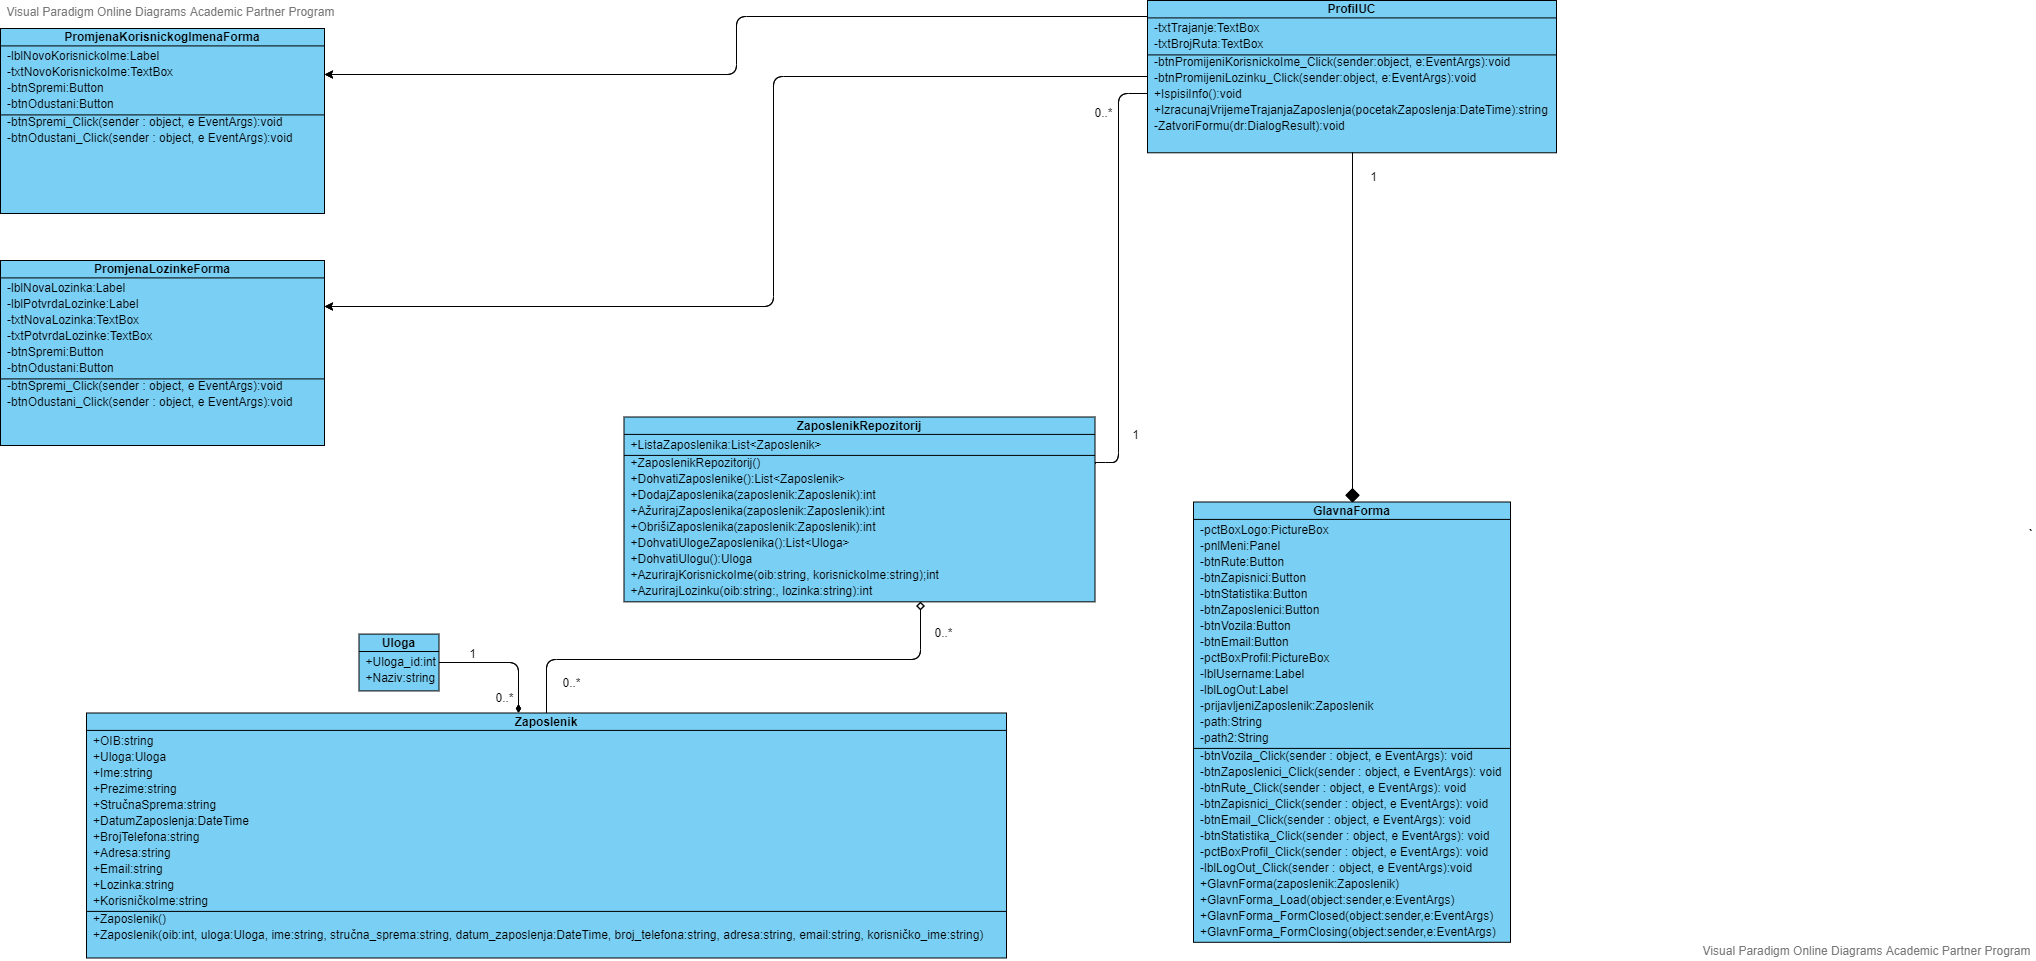 Visual Paradigm Online Diagrams Academic Partner Program
PromjenaKorisnickogImenaForma
-lblNovoKorisnickoIme:Label
-txtNovoKorisnickoIme:TextBox
-btnSpremi:Button
-btnOdustani:Button
-btnSpremi_Click(sender : object, e EventArgs):void
-btnOdustani_Click(sender : object, e EventArgs):void
ProfilUC
-txtTrajanje:TextBox
-txtBrojRuta:TextBox
-btnPromijeniKorisnickoIme_Click(sender:object, e:EventArgs):void
-btnPromijeniLozinku_Click(sender:object, e:EventArgs):void
+IspisiInfo():void
+IzracunajVrijemeTrajanjaZaposlenja(pocetakZaposlenja:DateTime):string
-ZatvoriFormu(dr:DialogResult):void
0..*
1
PromjenaLozinkeForma
-lblNovaLozinka:Label
-lblPotvrdaLozinke:Label
-txtNovaLozinka:TextBox
-txtPotvrdaLozinke:TextBox
-btnSpremi:Button
-btnOdustani:Button
-btnSpremi_Click(sender : object, e EventArgs):void
-btnOdustani_Click(sender : object, e EventArgs):void
ZaposlenikRepozitorij
+ListaZaposlenika:List<Zaposlenik>
+ZaposlenikRepozitorij()
+DohvatiZaposlenike():List<Zaposlenik>
+DodajZaposlenika(zaposlenik:Zaposlenik):int
+AžurirajZaposlenika(zaposlenik:Zaposlenik):int
+ObrišiZaposlenika(zaposlenik:Zaposlenik):int
+DohvatiUlogeZaposlenika():List<Uloga>
+DohvatiUlogu():Uloga
+AzurirajKorisnickoIme(oib:string, korisnickoIme:string);int
+AzurirajLozinku(oib:string:, lozinka:string):int
1
0..*
0..*
Uloga
+Uloga_id:int
+Naziv:string
1
0..*
Zaposlenik
+OIB:string
+Uloga:Uloga
+Ime:string
+Prezime:string
+StručnaSprema:string
+DatumZaposlenja:DateTime
+BrojTelefona:string
+Adresa:string
+Email:string
+Lozinka:string
+KorisničkoIme:string
+Zaposlenik()
+Zaposlenik(oib:int, uloga:Uloga, ime:string, stručna_sprema:string, datum_zaposlenja:DateTime, broj_telefona:string, adresa:string, email:string, korisničko_ime:string)
GlavnaForma
-pctBoxLogo:PictureBox
-pnlMeni:Panel
-btnRute:Button
-btnZapisnici:Button
-btnStatistika:Button
-btnZaposlenici:Button
-btnVozila:Button
-btnEmail:Button
-pctBoxProfil:PictureBox
-lblUsername:Label
-lblLogOut:Label
-prijavljeniZaposlenik:Zaposlenik
-path:String
-path2:String
-btnVozila_Click(sender : object, e EventArgs): void
-btnZaposlenici_Click(sender : object, e EventArgs): void
-btnRute_Click(sender : object, e EventArgs): void
-btnZapisnici_Click(sender : object, e EventArgs): void
-btnEmail_Click(sender : object, e EventArgs): void
-btnStatistika_Click(sender : object, e EventArgs): void
-pctBoxProfil_Click(sender : object, e EventArgs): void
-lblLogOut_Click(sender : object, e EventArgs):void
+GlavnForma(zaposlenik:Zaposlenik)
+GlavnForma_Load(object:sender,e:EventArgs)
+GlavnForma_FormClosed(object:sender,e:EventArgs)
+GlavnForma_FormClosing(object:sender,e:EventArgs)
Visual Paradigm Online Diagrams Academic Partner Program